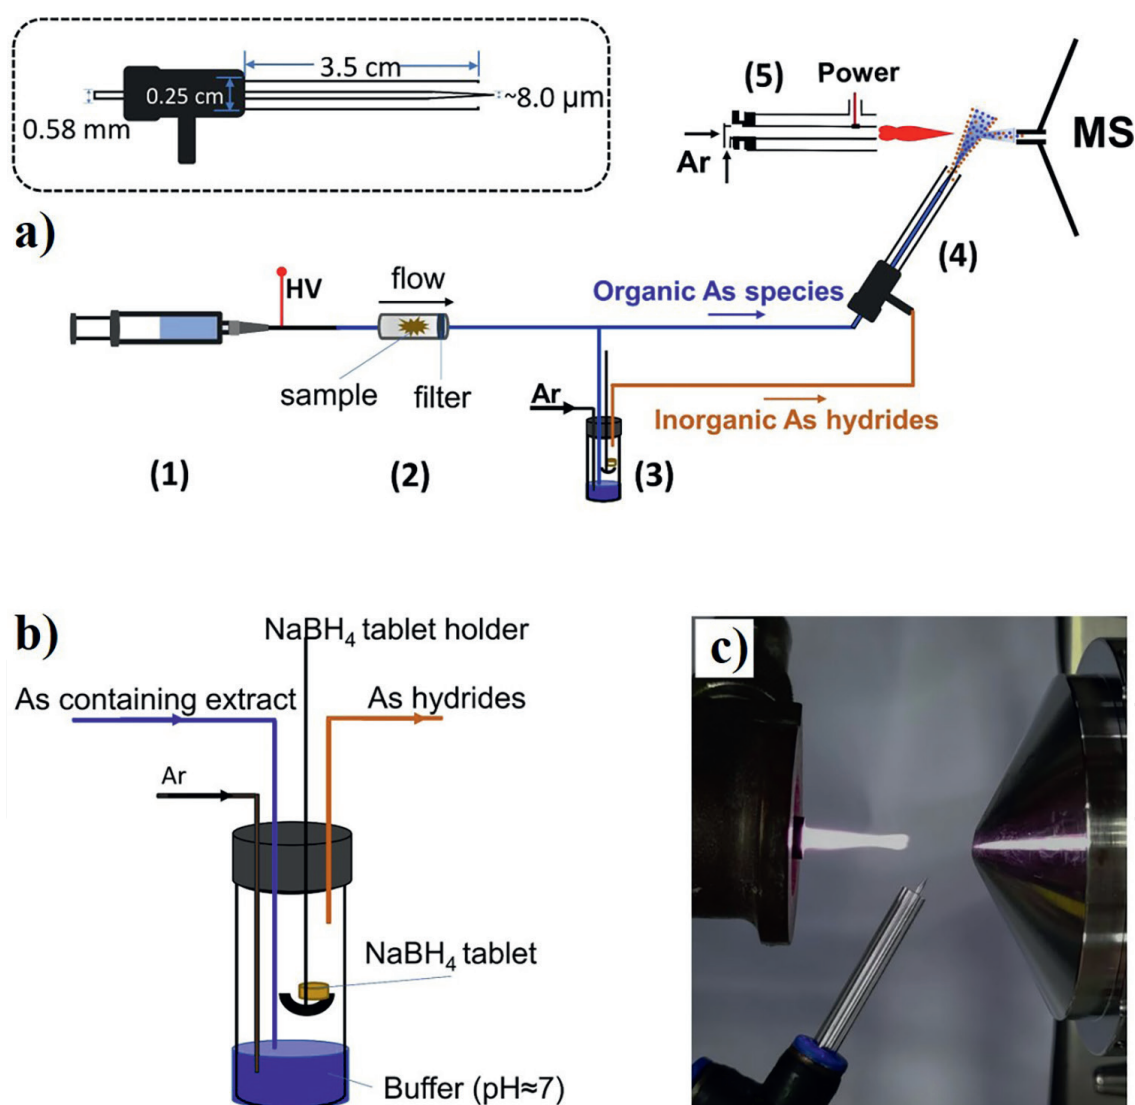 3.5 cm
0.25 cm
~8.0 µm
0.58 mm
(5)
Power
Ar
MS
a)
(4)
HV
flow
Organic As species
sample
filter
Ar
Inorganic As hydrides
(1)
(2)
(3)
b)
NaBH₄ tablet holder
As containing extract
As hydrides
Ar
NaBH₄ tablet
Buffer (pH≈7)
c)